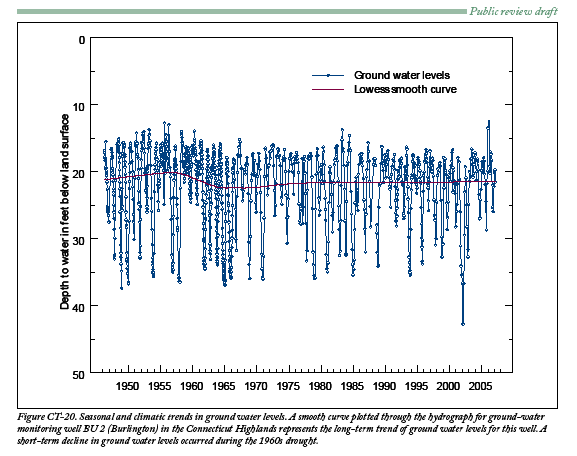 Public review draft
0
10
20
30
40
50
Depth to water in feet below land surface
Ground water levels
Lowess smooth curve
1950 1955 1960 1965 1970 1975 1980 1985 1990 1995 2000 2005
Figure CT-20. Seasonal and climatic trends in ground water levels. A smooth curve plotted through the hydrograph for ground-water
monitoring well BU 2 (Burlington) in the Connecticut Highlands represents the long-term trend of ground water levels for this well. A
short-term decline in ground water levels occurred during the 1960s drought.